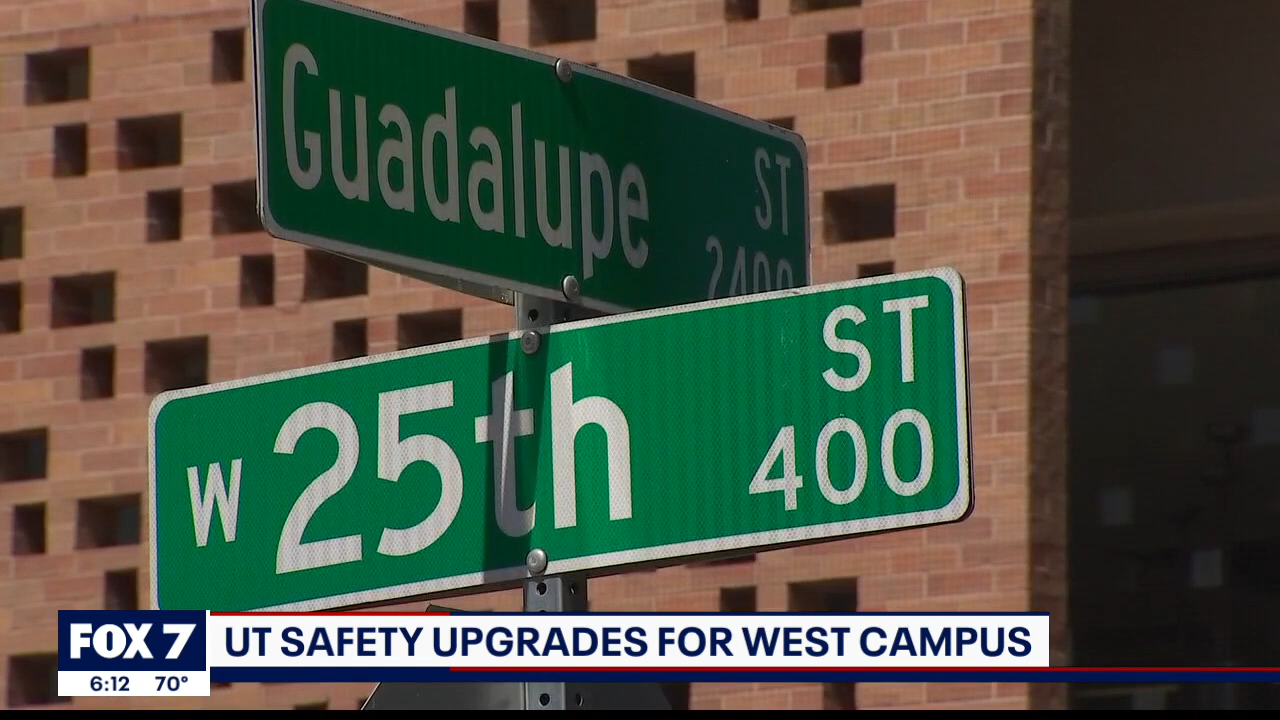 Guadalupe ST
2400
W 25th ST
400
FOX 7
UT SAFETY UPGRADES FOR WEST CAMPUS
6:12 70°